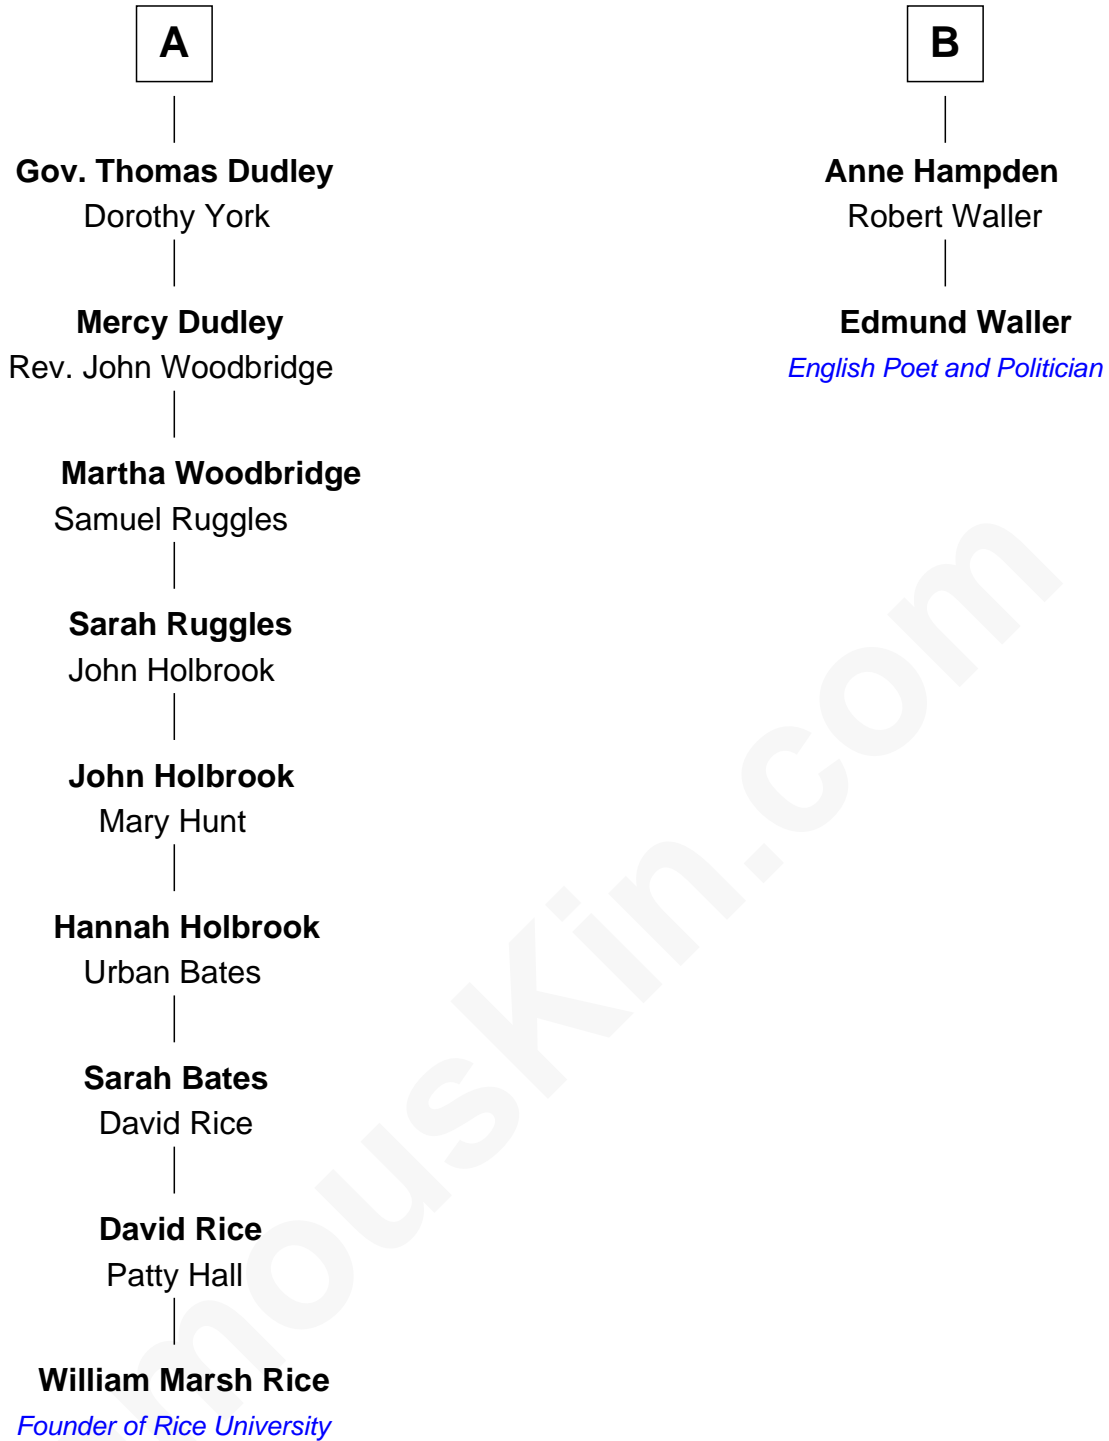 A
Gov. Thomas Dudley
Dorothy York
Mercy Dudley
Rev. John Woodbridge
Martha Woodbridge
Samuel Ruggles
Sarah Ruggles
John Holbrook
John Holbrook
Mary Hunt
Hannah Holbrook
Urban Bates
Sarah Bates
David Rice
David Rice
Patty Hall
William Marsh Rice
Founder of Rice University
B
Anne Hampden
Robert Waller
Edmund Waller
English Poet and Politician
mouskin.com